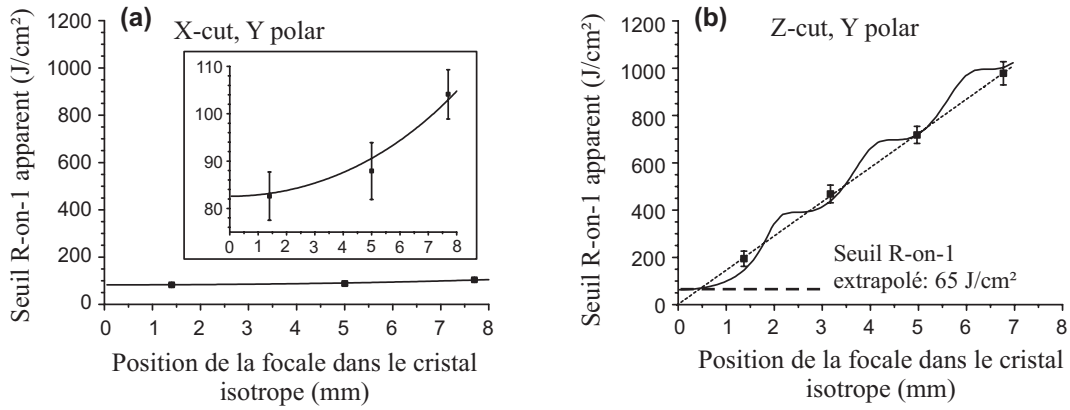 (a)
X-cut, Y polar
Seuil R-on-1 apparent (J/cm²)
1200
1000
800
600
400
200
0
110
100
90
80
0 1 2 3 4 5 6 7 8
0 1 2 3 4 5 6 7 8
Position de la focale dans le cristal
isotrope (mm)
(b)
Z-cut, Y polar
Seuil R-on-1 apparent (J/cm²)
1200
1000
800
600
400
200
0
Seuil R-on-1
extrapolé: 65 J/cm²
0 1 2 3 4 5 6 7 8
Position de la focale dans le cristal
isotrope (mm)